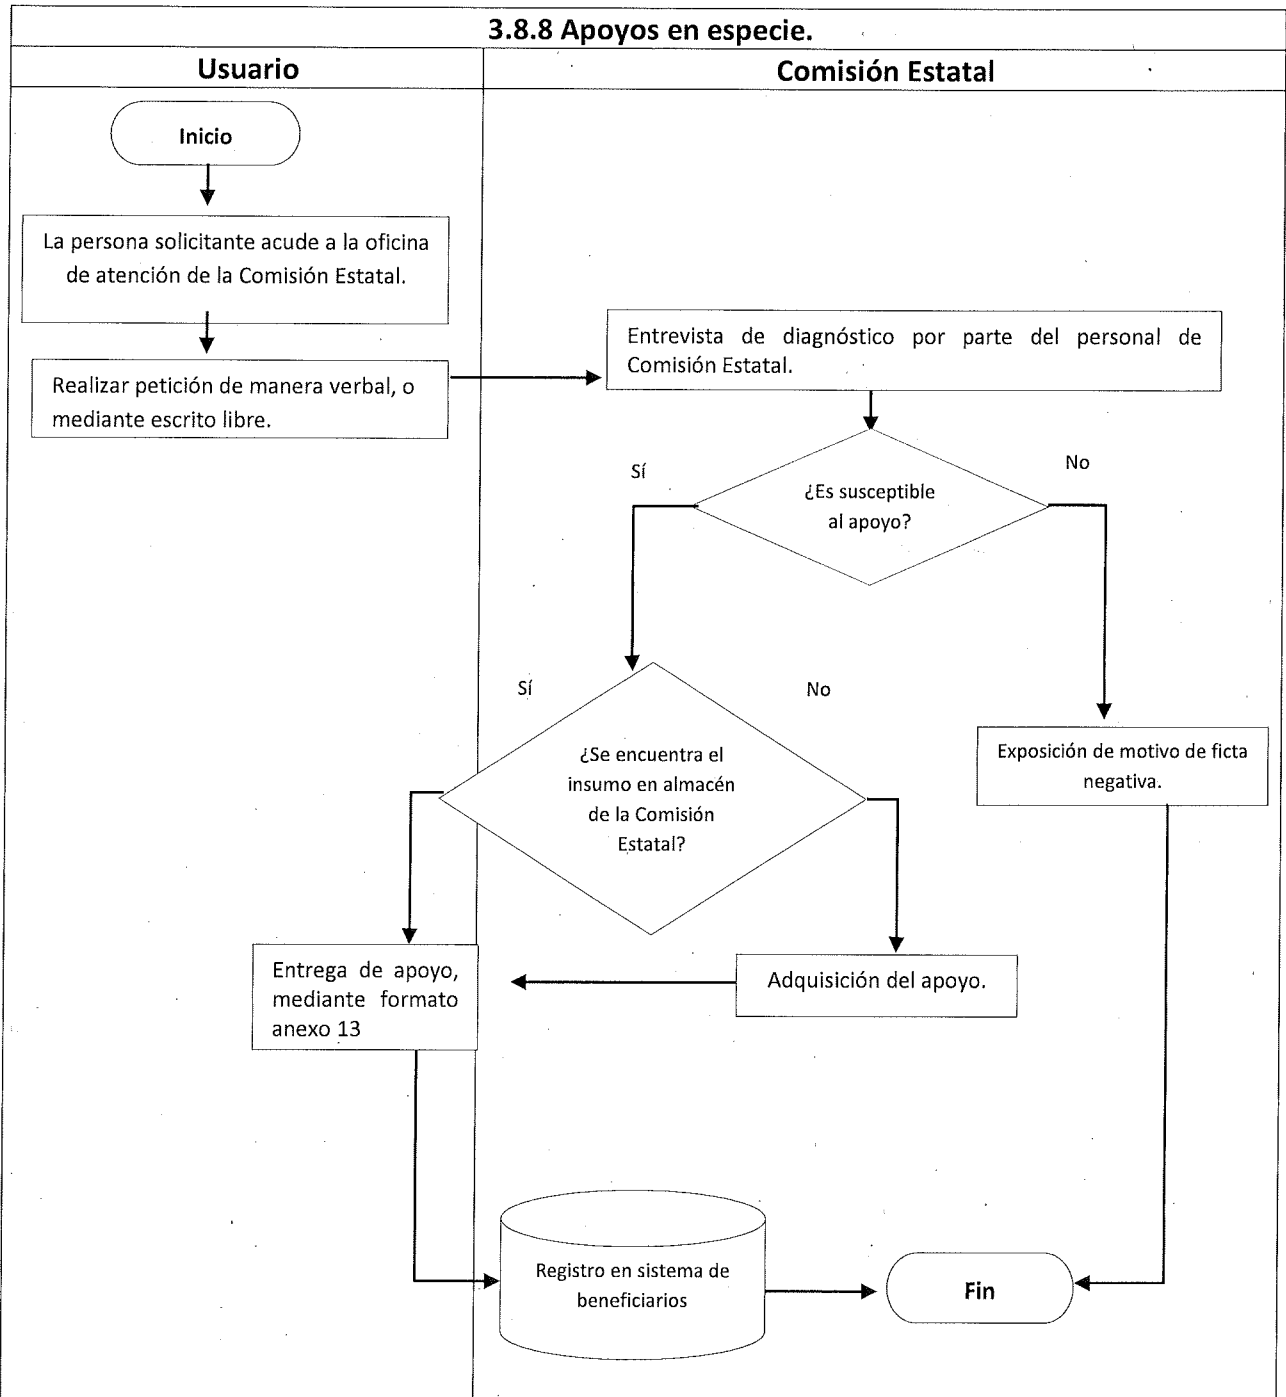 3.8.8 Apoyos en especie.
Usuario
Comisión Estatal
Inicio
La persona solicitante acude a la oficina
de atención de la Comisión Estatal.
Realizar petición de manera verbal, o
mediante escrito libre.
Entrevista de diagnóstico por parte del personal de
Comisión Estatal.
Sí
No
¿Es susceptible
al apoyo?
Sí
No
¿Se encuentra el
insumo en almacén
de la Comisión
Estatal?
Exposición de motivo de ficta
negativa.
Entrega de apoyo,
mediante formato
anexo 13
Adquisición del apoyo.
Registro en sistema de
beneficiarios
Fin